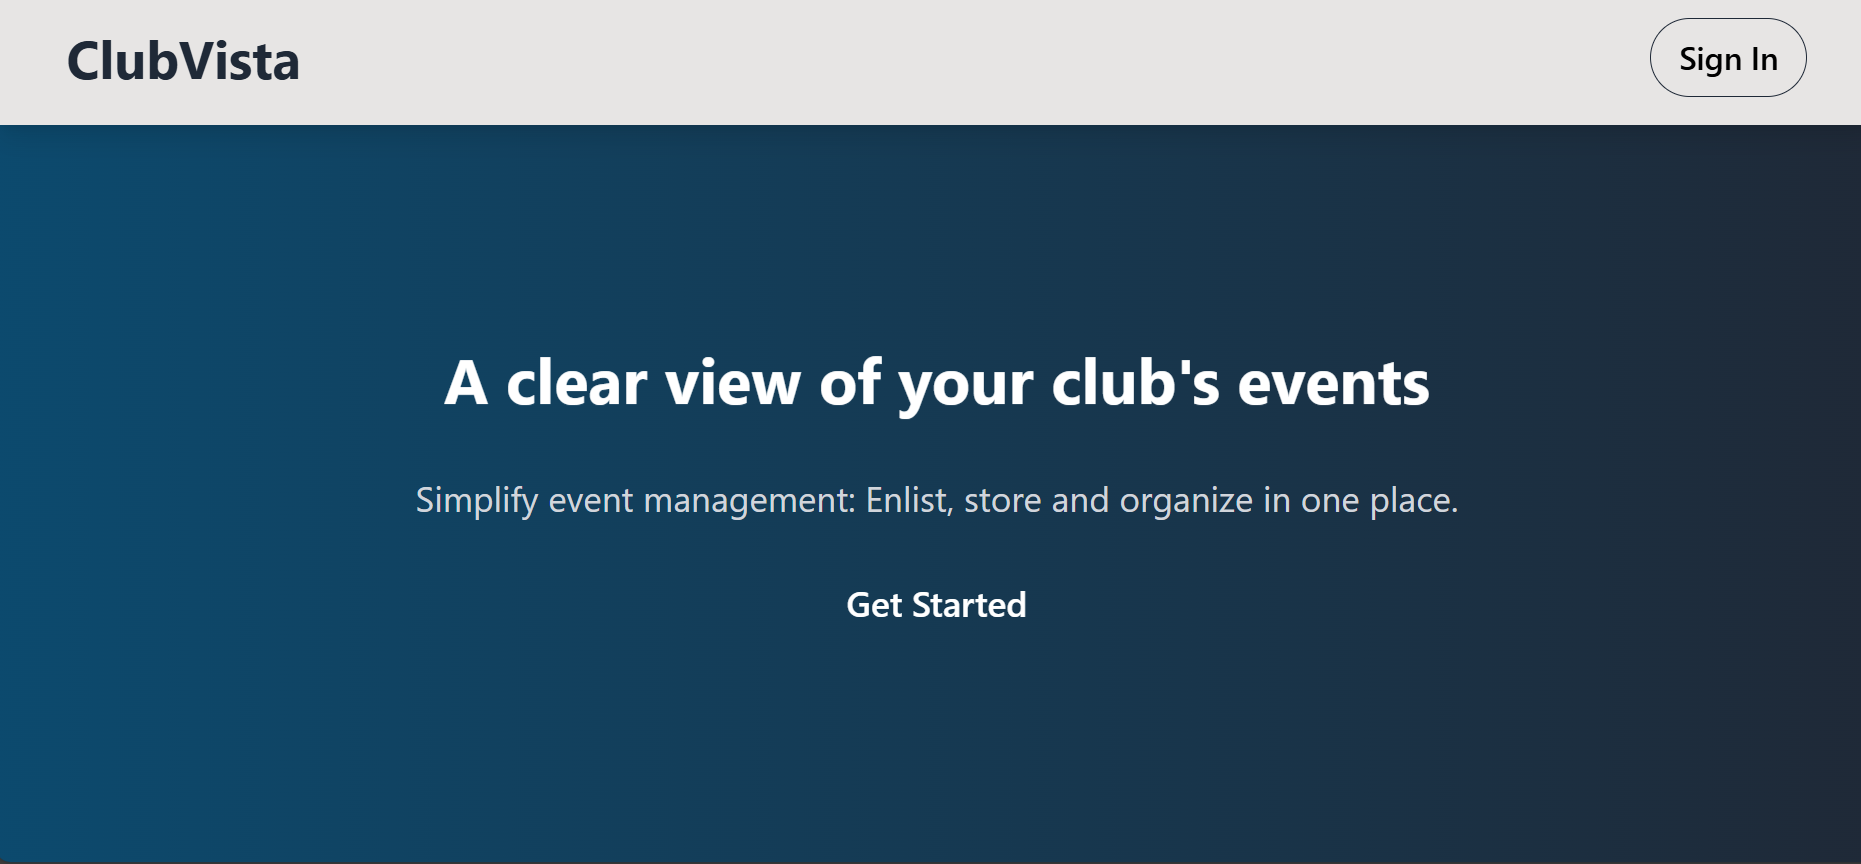 ClubVista
Sign In
A clear view of your club's events
Simplify event management: Enlist, store and organize in one place.
Get Started